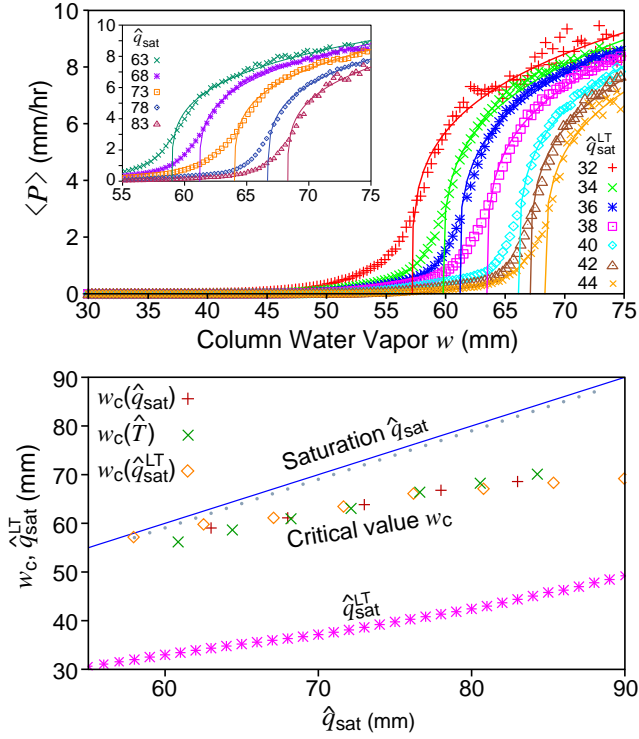 ⟨P⟩ (mm/hr)
10
8
6
4
2
0
30 35 40 45 50 55 60 65 70 75
Column Water Vapor w (mm)
q̂sat
63
68
73
78
83
10
8
6
4
2
0
55 60 65 70 75
q̂satLT
32
34
36
38
40
42
44
wc, q̂satLT (mm)
90
80
70
60
50
40
30
wc(q̂sat)
wc(T̂)
wc(q̂satLT)
Saturation q̂sat
Critical value wc
q̂satLT
60 70 80 90
q̂sat (mm)